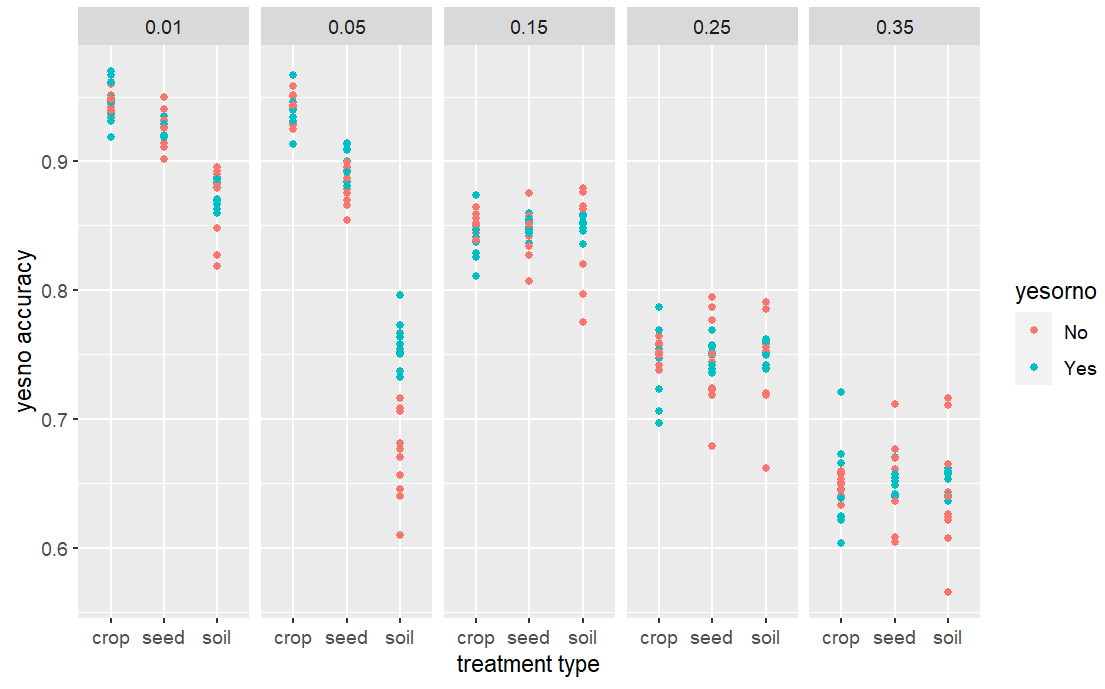 0.01 0.05 0.15 0.25 0.35
yesno accuracy
0.9
0.8
0.7
0.6
crop seed soil crop seed soil crop seed soil crop seed soil crop seed soil
treatment type
yesorno
No
Yes